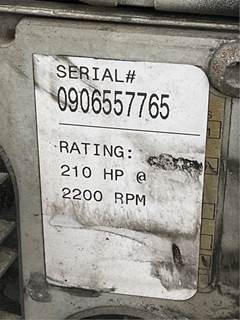 SERIAL#
0906557765
RATING:
210 HP @
2200 RPM